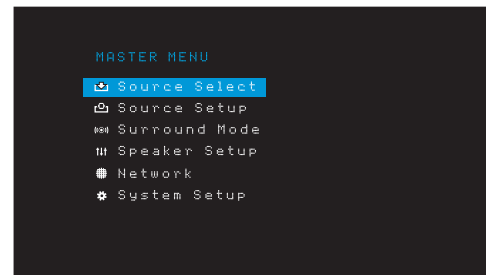 MASTER MENU
Source Select
Source Setup
Surround Mode
Speaker Setup
Network
System Setup